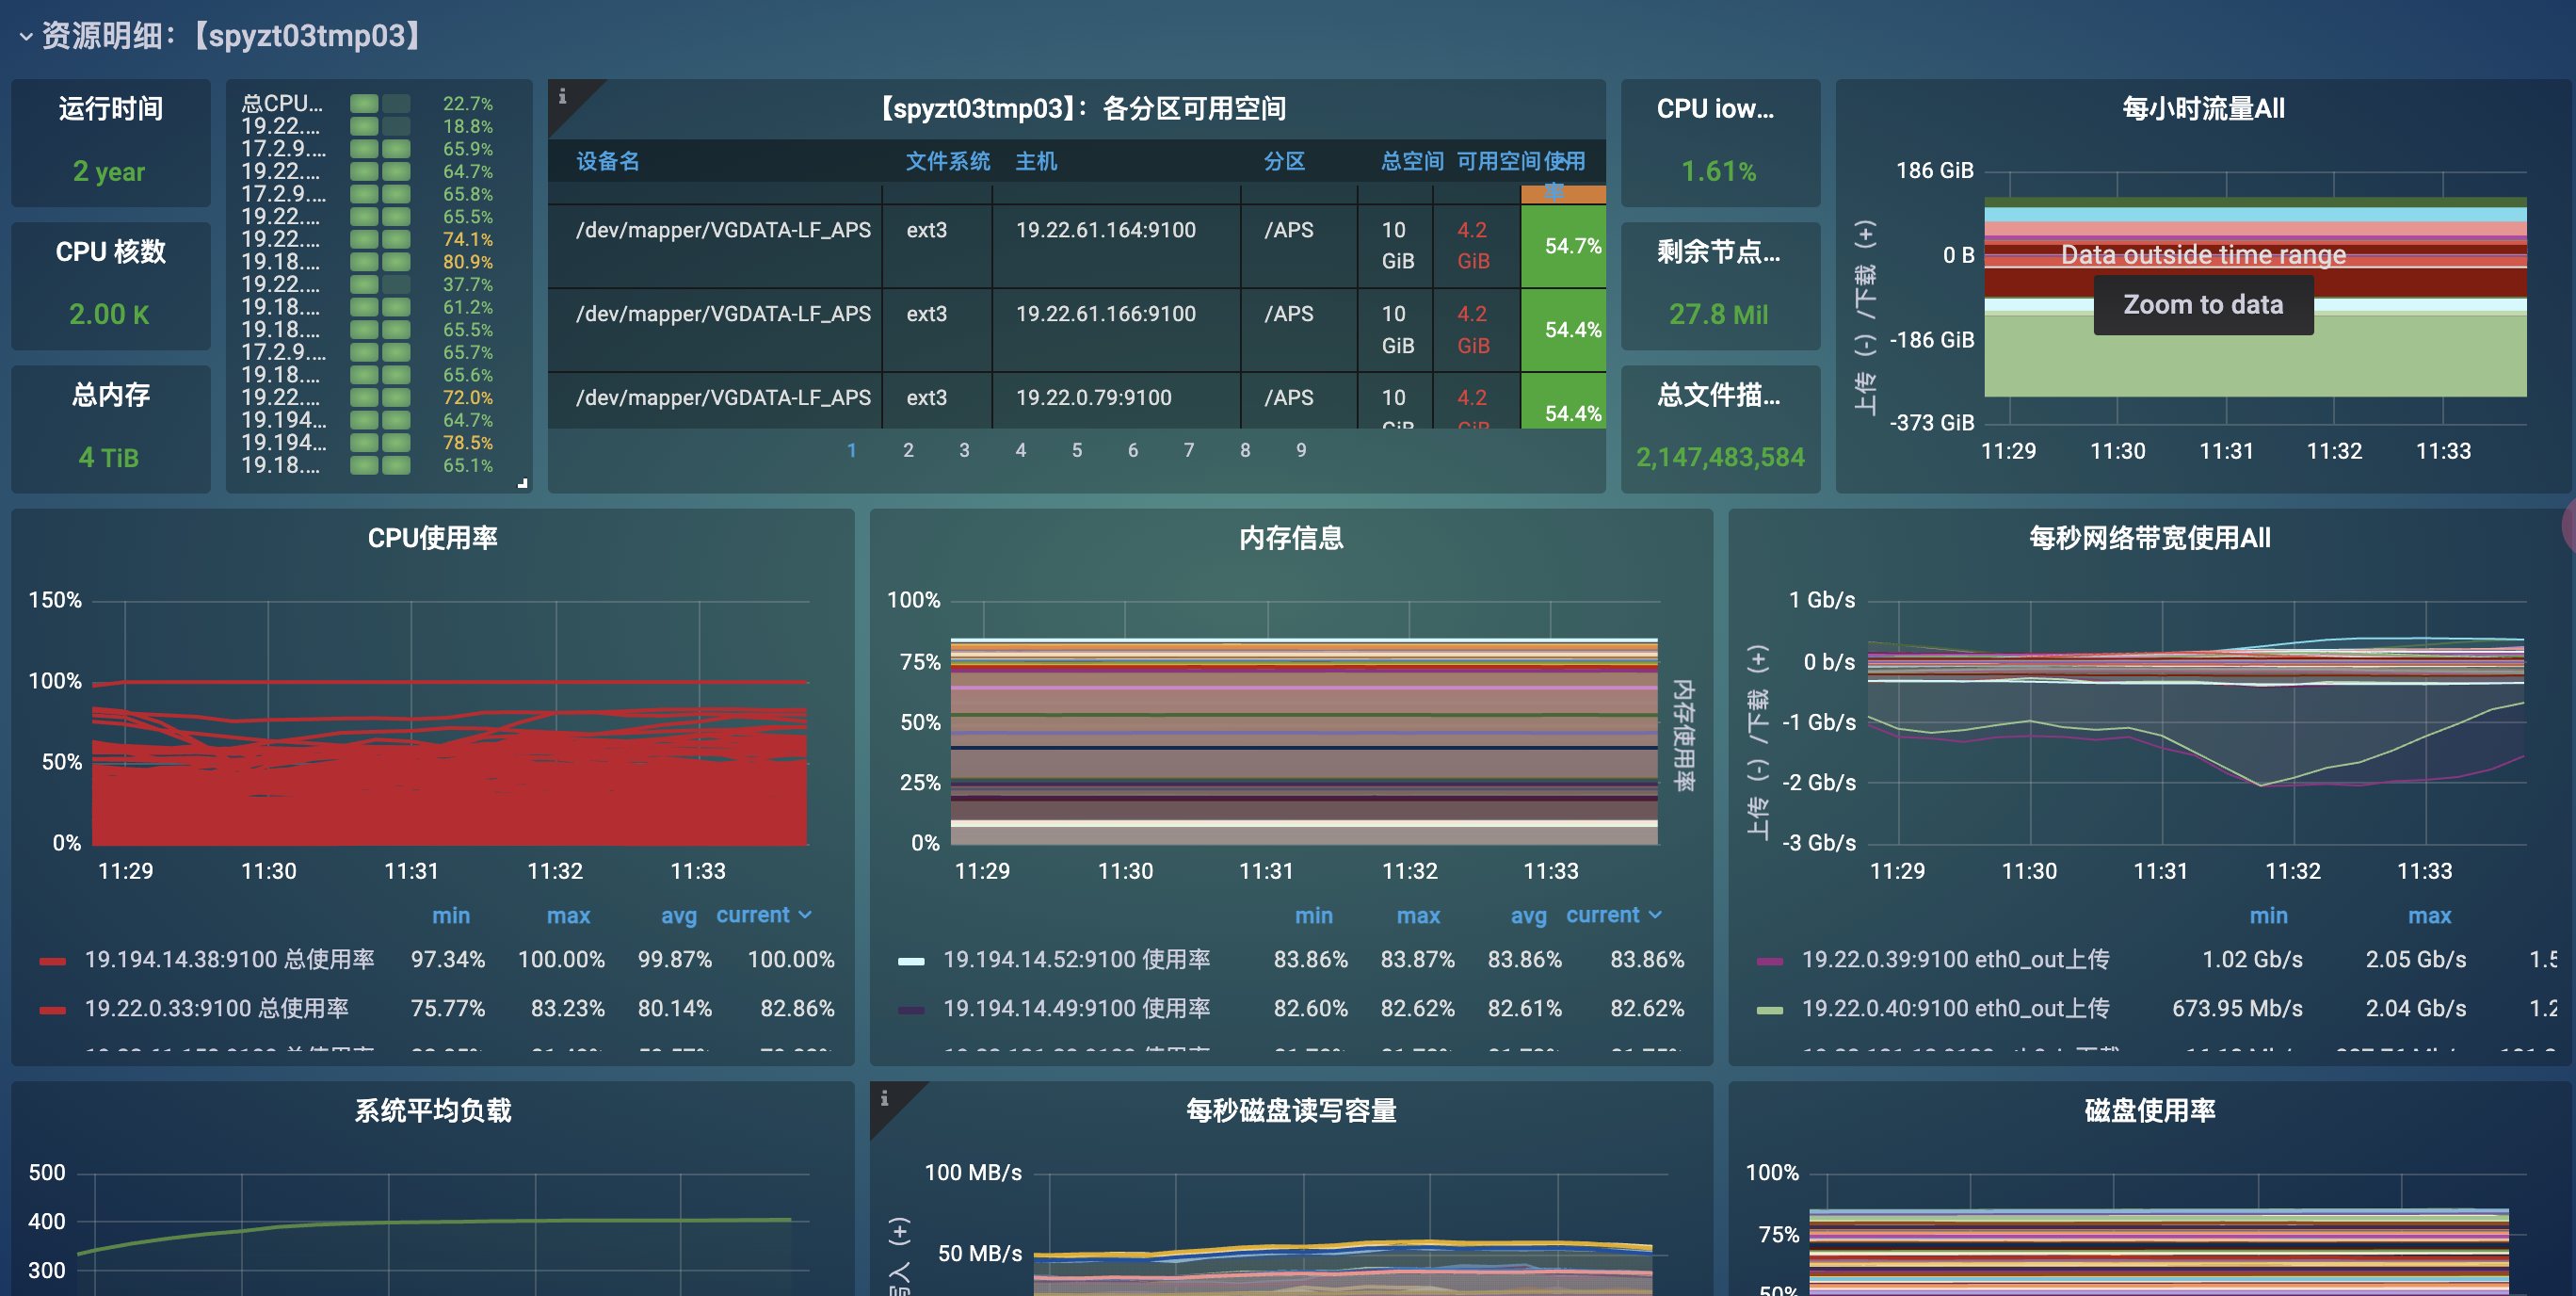 资源明细：【spyzt03tmp03】
运行时间
2 year
CPU 核数
2.00 K
总内存
4 TiB
总CPU... 22.7%
19.22.... 18.8%
17.2.9.... 65.9%
19.22.... 64.7%
17.2.9.... 65.8%
19.22.... 65.5%
19.22.... 74.1%
19.18.... 80.9%
19.22.... 37.7%
19.18.... 61.2%
19.18.... 65.5%
17.2.9.... 65.7%
19.18.... 65.6%
19.22.... 72.0%
19.194... 64.7%
19.194... 78.5%
19.18.... 65.1%
i
【spyzt03tmp03】：各分区可用空间
设备名 文件系统 主机 分区 总空间 可用空间 使用率
/dev/mapper/VGDATA-LF_APS ext3 19.22.61.164:9100 /APS 10 GiB 4.2 GiB 54.7%
/dev/mapper/VGDATA-LF_APS ext3 19.22.61.166:9100 /APS 10 GiB 4.2 GiB 54.4%
/dev/mapper/VGDATA-LF_APS ext3 19.22.0.79:9100 /APS 10 GiB 4.2 GiB 54.4%
1 2 3 4 5 6 7 8 9
CPU iow...
1.61%
剩余节点...
27.8 Mil
总文件描...
2,147,483,584
每小时流量All
上传（-）/下载（+）
186 GiB
0 B
-186 GiB
-373 GiB
Data outside time range
Zoom to data
11:29 11:30 11:31 11:32 11:33
CPU使用率
150%
100%
50%
0%
11:29 11:30 11:31 11:32 11:33
min max avg current
19.194.14.38:9100 总使用率 97.34% 100.00% 99.87% 100.00%
19.22.0.33:9100 总使用率 75.77% 83.23% 80.14% 82.86%
内存信息
100%
75%
50%
25%
0%
内存使用率
11:29 11:30 11:31 11:32 11:33
min max avg current
19.194.14.52:9100 使用率 83.86% 83.87% 83.86% 83.86%
19.194.14.49:9100 使用率 82.60% 82.62% 82.61% 82.62%
每秒网络带宽使用All
上传（-）/下载（+）
1 Gb/s
0 b/s
-1 Gb/s
-2 Gb/s
-3 Gb/s
11:29 11:30 11:31 11:32 11:33
min max
19.22.0.39:9100 eth0_out上传 1.02 Gb/s 2.05 Gb/s 1.5
19.22.0.40:9100 eth0_out上传 673.95 Mb/s 2.04 Gb/s 1.2
系统平均负载
500
400
300
i
每秒磁盘读写容量
100 MB/s
50 MB/s
入（+）
磁盘使用率
100%
75%
50%